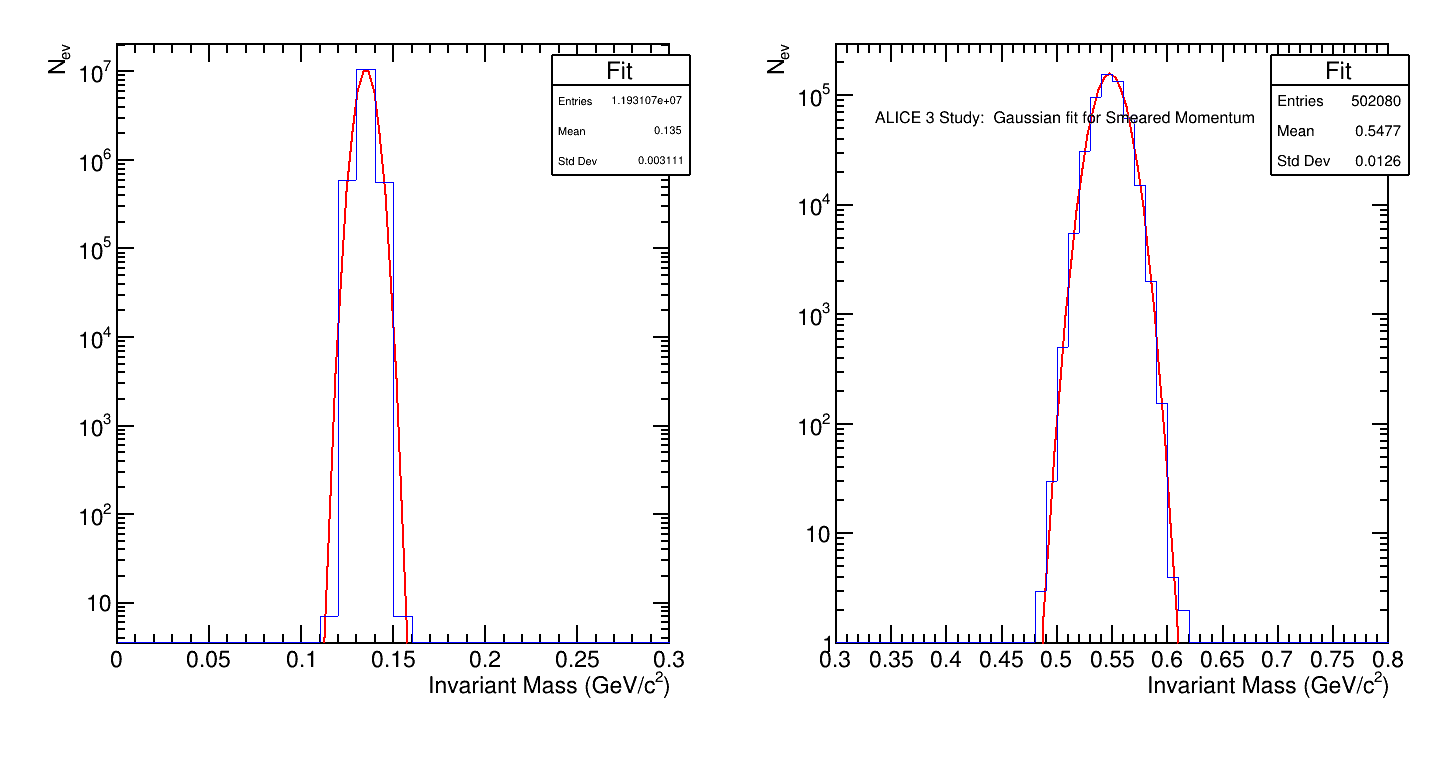 N_ev
Fit
Entries 1.193107e+07
Mean 0.135
Std Dev 0.003111
10^7
10^6
10^5
10^4
10^3
10^2
10
0 0.05 0.1 0.15 0.2 0.25 0.3
Invariant Mass (GeV/c^2)
N_ev
ALICE 3 Study: Gaussian fit for Smeared Momentum
Fit
Entries 502080
Mean 0.5477
Std Dev 0.0126
10^5
10^4
10^3
10^2
10
1
0.3 0.35 0.4 0.45 0.5 0.55 0.6 0.65 0.7 0.75 0.8
Invariant Mass (GeV/c^2)